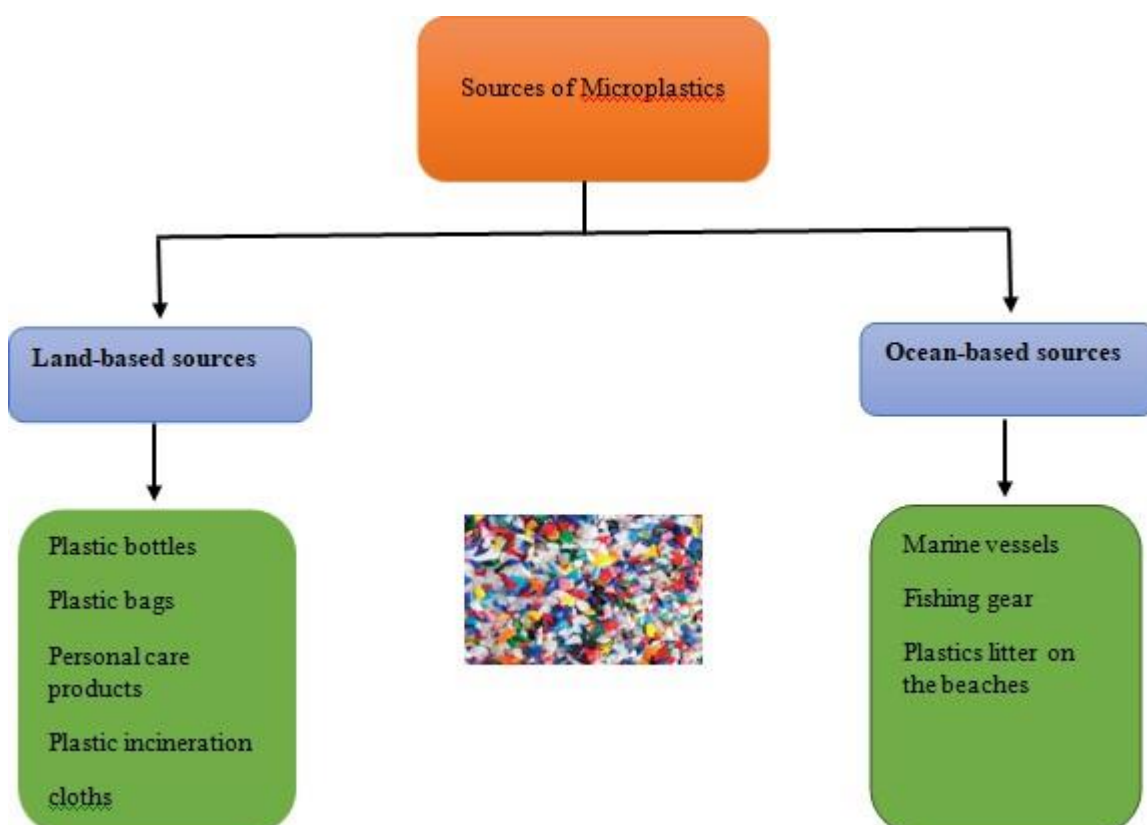 Sources of Microplastics
Land-based sources
Ocean-based sources
Plastic bottles
Plastic bags
Personal care
products
Plastic incineration
cloths
Marine vessels
Fishing gear
Plastics litter on
the beaches